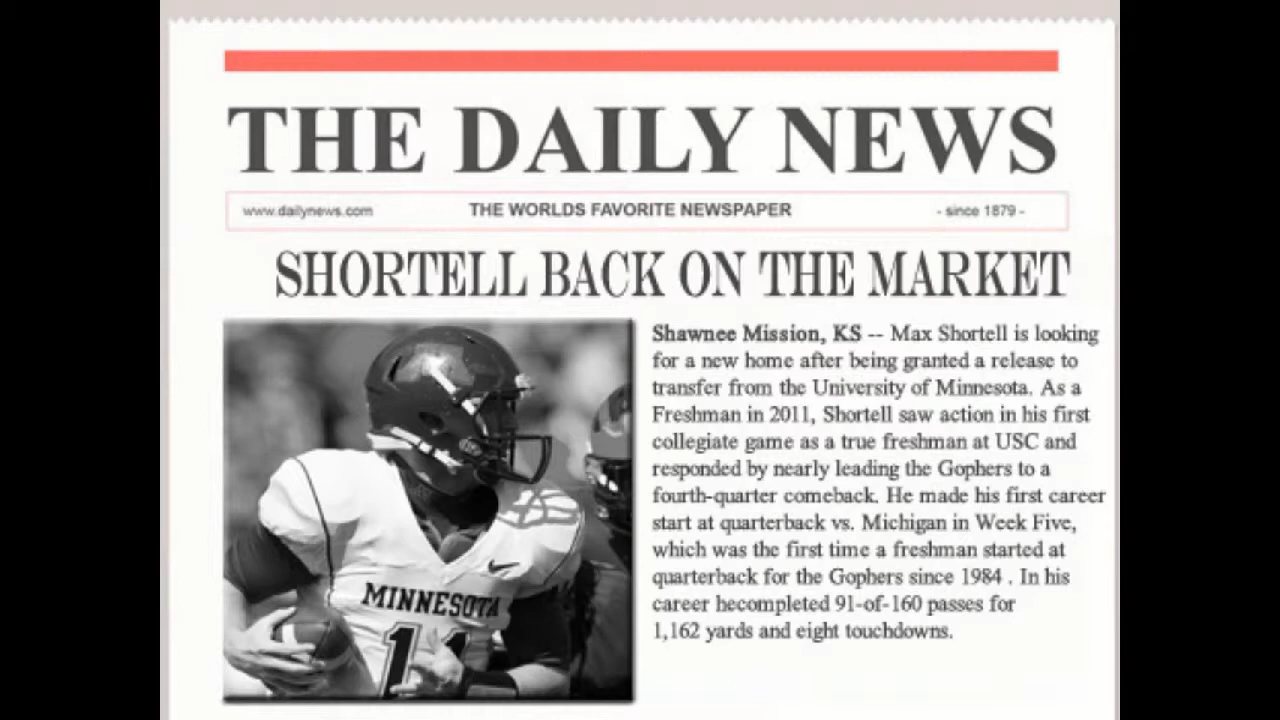 THE DAILY NEWS
www.dailynews.com THE WORLDS FAVORITE NEWSPAPER - since 1879 -
SHORTELL BACK ON THE MARKET
Shawnee Mission, KS -- Max Shortell is looking
for a new home after being granted a release to
transfer from the University of Minnesota. As a
Freshman in 2011, Shortell saw action in his first
collegiate game as a true freshman at USC and
responded by nearly leading the Gophers to a
fourth-quarter comeback. He made his first career
start at quarterback vs. Michigan in Week Five,
which was the first time a freshman started at
quarterback for the Gophers since 1984 . In his
career hecompleted 91-of-160 passes for
1,162 yards and eight touchdowns.
MINNESOTA